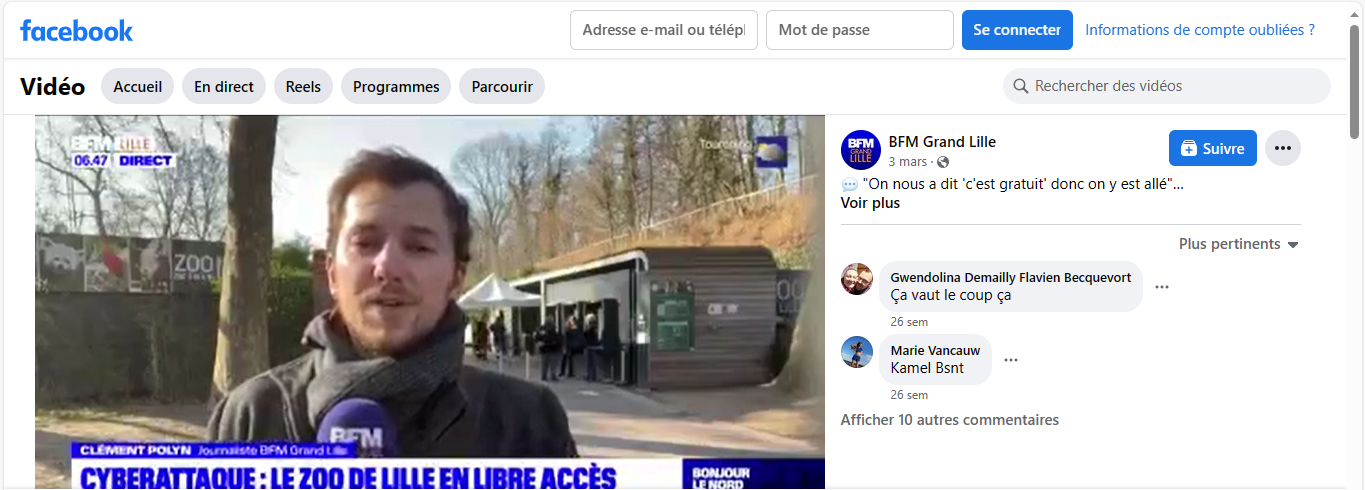 facebook
Adresse e-mail ou télépl
Mot de passe
Se connecter
Informations de compte oubliées ?
Vidéo
Accueil
En direct
Reels
Programmes
Parcourir
Rechercher des vidéos
BFM LILLE
06.47 DIRECT
Tourcoing
ZOO
ZOO
BFM
CLÉMENT POLYN Journaliste BFM Grand Lille
CYBERATTAQUE : LE ZOO DE LILLE EN LIBRE ACCÈS
BONJOUR
LE NORD
BFM
GRAND
LILLE
BFM Grand Lille
3 mars
Suivre
"On nous a dit 'c'est gratuit' donc on y est allé"...
Voir plus
Plus pertinents
Gwendolina Demailly Flavien Becquevort
Ça vaut le coup ça
26 sem
Marie Vancauw
Kamel Bsnt
26 sem
Afficher 10 autres commentaires